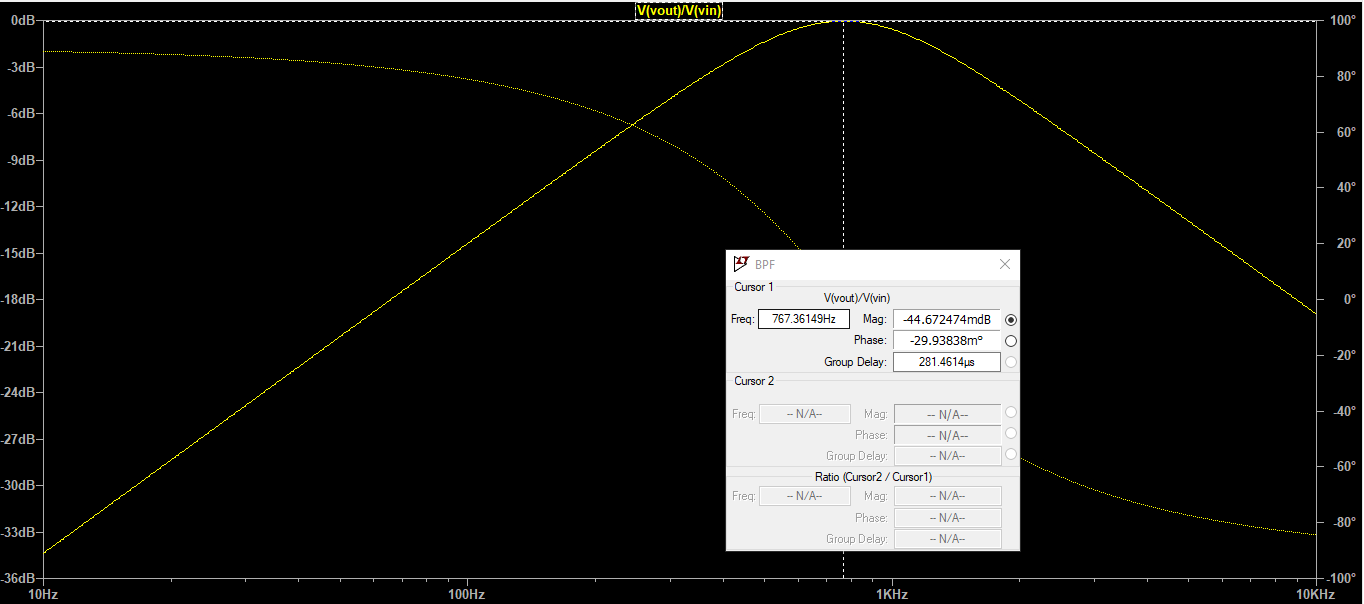 V(vout)/V(vin)
0dB
-3dB
-6dB
-9dB
-12dB
-15dB
-18dB
-21dB
-24dB
-27dB
-30dB
-33dB
-36dB
100°
80°
60°
40°
20°
0°
-20°
-40°
-60°
-80°
-100°
10Hz 100Hz 1KHz 10KHz
BPF
Cursor 1
V(vout)/V(vin)
Freq: 767.36149Hz Mag: -44.672474mdB
Phase: -29.93838m°
Group Delay: 281.4614µs
Cursor 2
Freq: -- N/A-- Mag: -- N/A--
Phase: -- N/A--
Group Delay: -- N/A--
Ratio (Cursor2 / Cursor1)
Freq: -- N/A-- Mag: -- N/A--
Phase: -- N/A--
Group Delay: -- N/A--